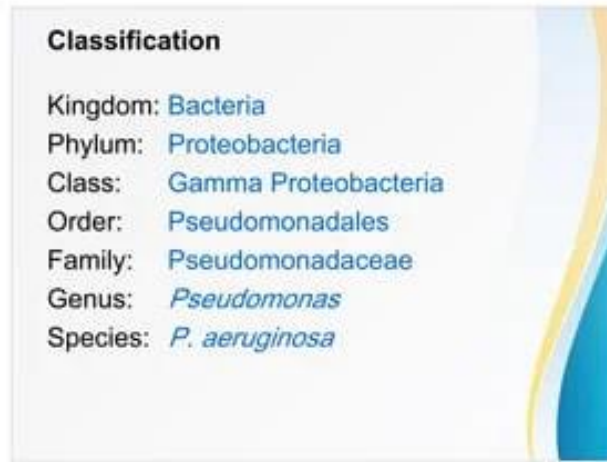 Classification
Kingdom: Bacteria
Phylum: Proteobacteria
Class: Gamma Proteobacteria
Order: Pseudomonadales
Family: Pseudomonadaceae
Genus: Pseudomonas
Species: P. aeruginosa